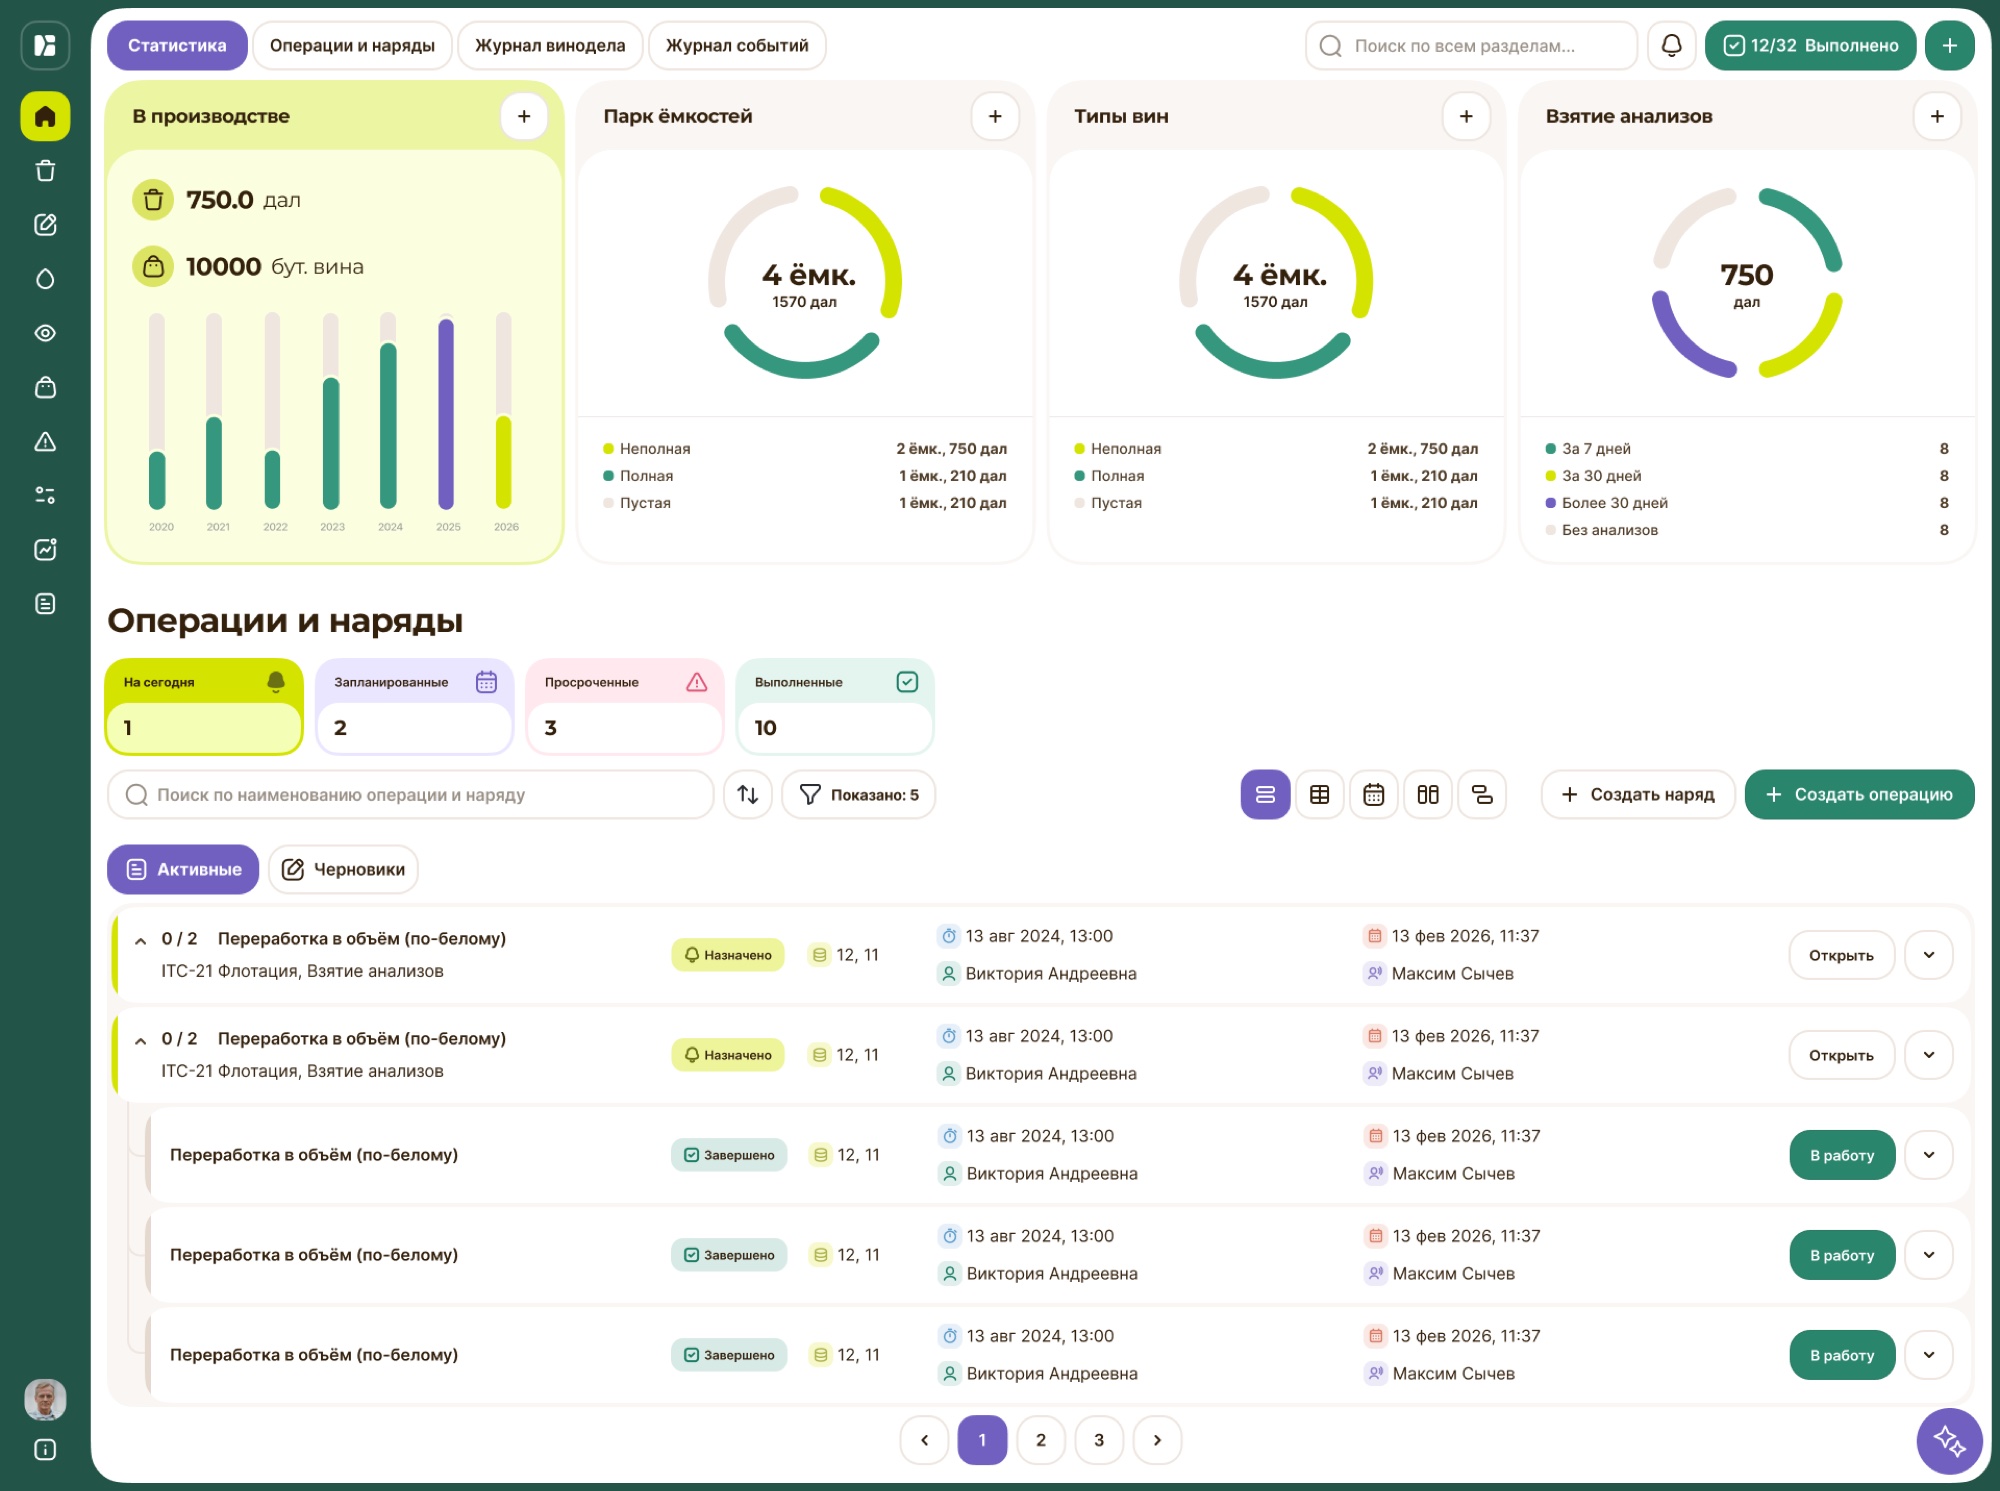 Статистика
Операции и наряды
Журнал винодела
Журнал событий
Поиск по всем разделам...
12/32 Выполнено
В производстве
750.0 дал
10000 бут. вина
2020 2021 2022 2023 2024 2025 2026
Парк ёмкостей
4 ёмк.
1570 дал
Неполная 2 ёмк., 750 дал
Полная 1 ёмк., 210 дал
Пустая 1 ёмк., 210 дал
Типы вин
4 ёмк.
1570 дал
Неполная 2 ёмк., 750 дал
Полная 1 ёмк., 210 дал
Пустая 1 ёмк., 210 дал
Взятие анализов
750
дал
За 7 дней 8
За 30 дней 8
Более 30 дней 8
Без анализов 8
Операции и наряды
На сегодня
1
Запланированные
2
Просроченные
3
Выполненные
10
Поиск по наименованию операции и наряду
Показано: 5
Создать наряд
Создать операцию
Активные
Черновики
0 / 2 Переработка в объём (по-белому)
ITC-21 Флотация, Взятие анализов
Назначено
12, 11
13 авг 2024, 13:00
Виктория Андреевна
13 фев 2026, 11:37
Максим Сычев
Открыть
0 / 2 Переработка в объём (по-белому)
ITC-21 Флотация, Взятие анализов
Назначено
12, 11
13 авг 2024, 13:00
Виктория Андреевна
13 фев 2026, 11:37
Максим Сычев
Открыть
Переработка в объём (по-белому)
Завершено
12, 11
13 авг 2024, 13:00
Виктория Андреевна
13 фев 2026, 11:37
Максим Сычев
В работу
Переработка в объём (по-белому)
Завершено
12, 11
13 авг 2024, 13:00
Виктория Андреевна
13 фев 2026, 11:37
Максим Сычев
В работу
Переработка в объём (по-белому)
Завершено
12, 11
13 авг 2024, 13:00
Виктория Андреевна
13 фев 2026, 11:37
Максим Сычев
В работу
1 2 3